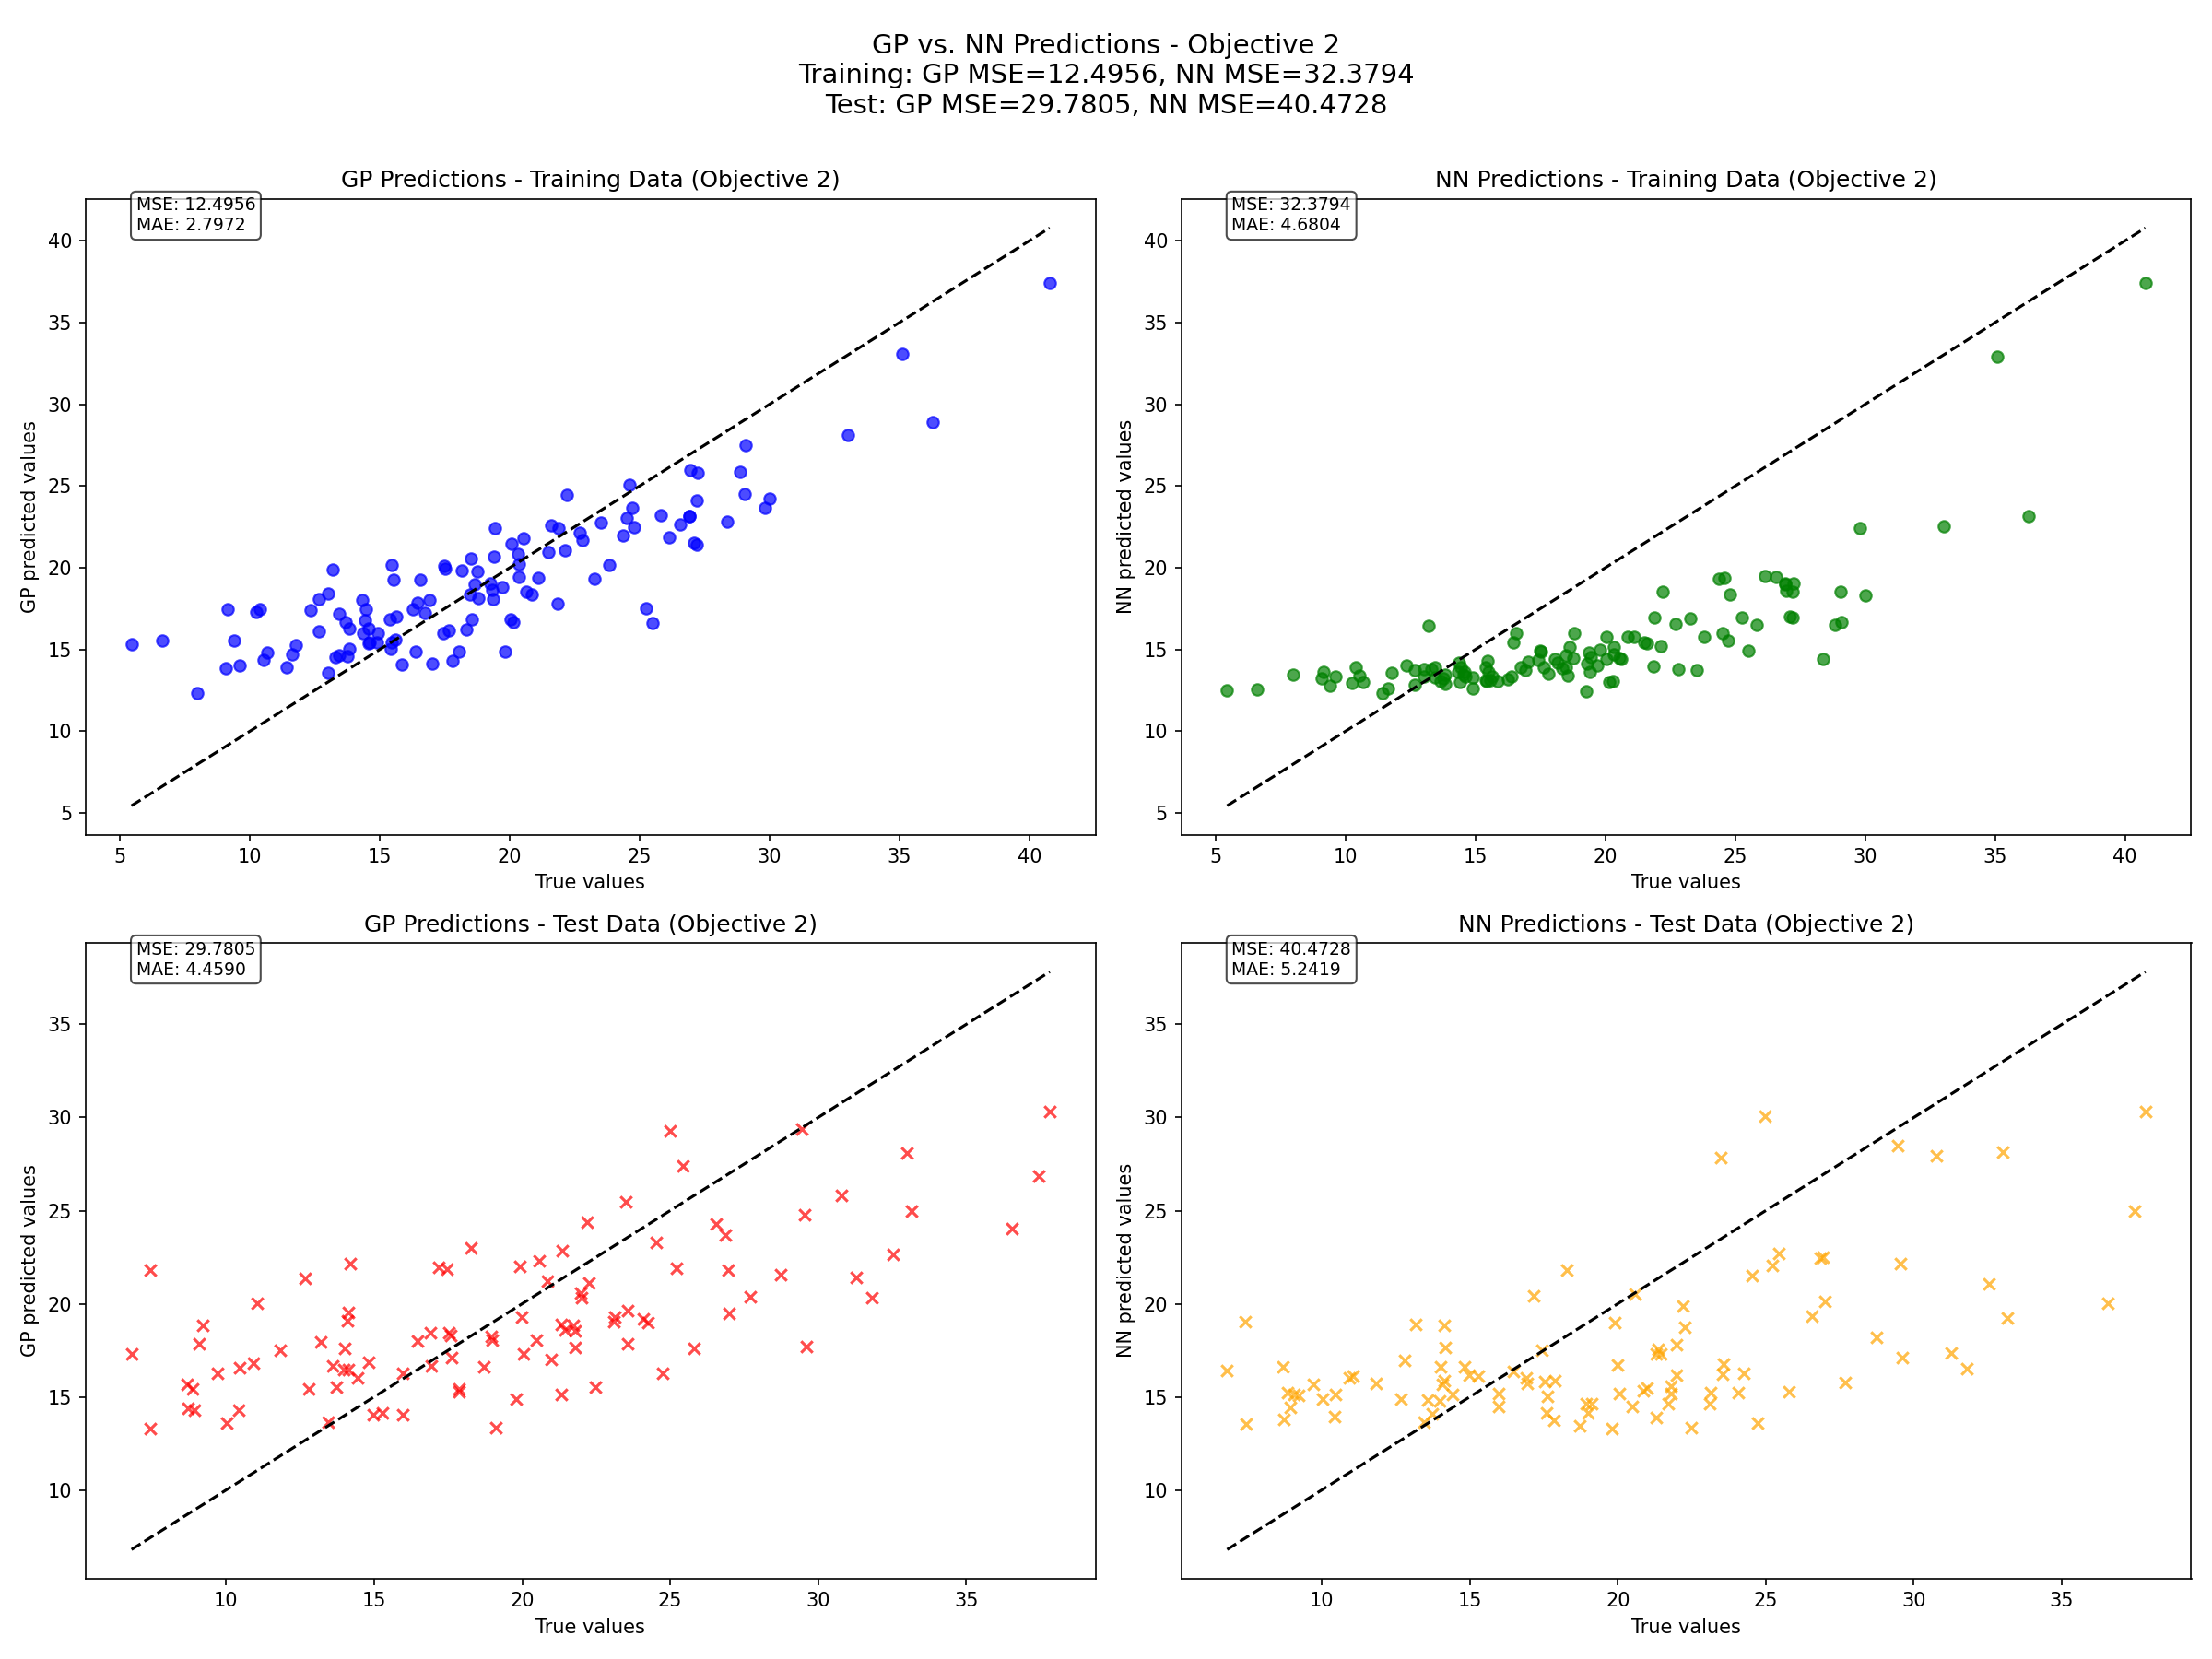 GP vs. NN Predictions - Objective 2
Training: GP MSE=12.4956, NN MSE=32.3794
Test: GP MSE=29.7805, NN MSE=40.4728
GP Predictions - Training Data (Objective 2)
MSE: 12.4956
MAE: 2.7972
40
35
30
25
20
15
10
5
GP predicted values
5 10 15 20 25 30 35 40
True values
NN Predictions - Training Data (Objective 2)
MSE: 32.3794
MAE: 4.6804
40
35
30
25
20
15
10
5
NN predicted values
5 10 15 20 25 30 35 40
True values
GP Predictions - Test Data (Objective 2)
MSE: 29.7805
MAE: 4.4590
35
30
25
20
15
10
GP predicted values
10 15 20 25 30 35
True values
NN Predictions - Test Data (Objective 2)
MSE: 40.4728
MAE: 5.2419
35
30
25
20
15
10
NN predicted values
10 15 20 25 30 35
True values